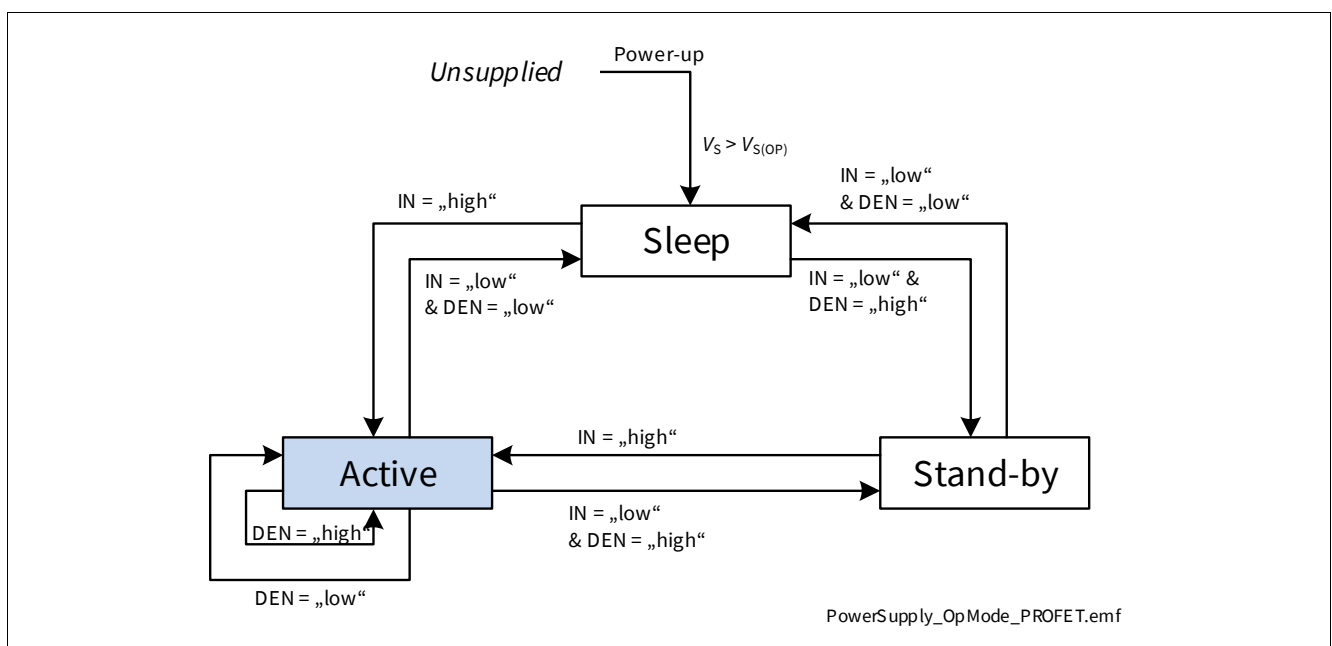 Power-up
Unsupplied
VS > VS(OP)
IN = „low“
& DEN = „low“
IN = „high“
Sleep
IN = „low“
& DEN = „low“
IN = „low“ &
DEN = „high“
IN = „high“
Active
Stand-by
IN = „low“
& DEN = „high“
DEN = „high“
DEN = „low“
PowerSupply_OpMode_PROFET.emf